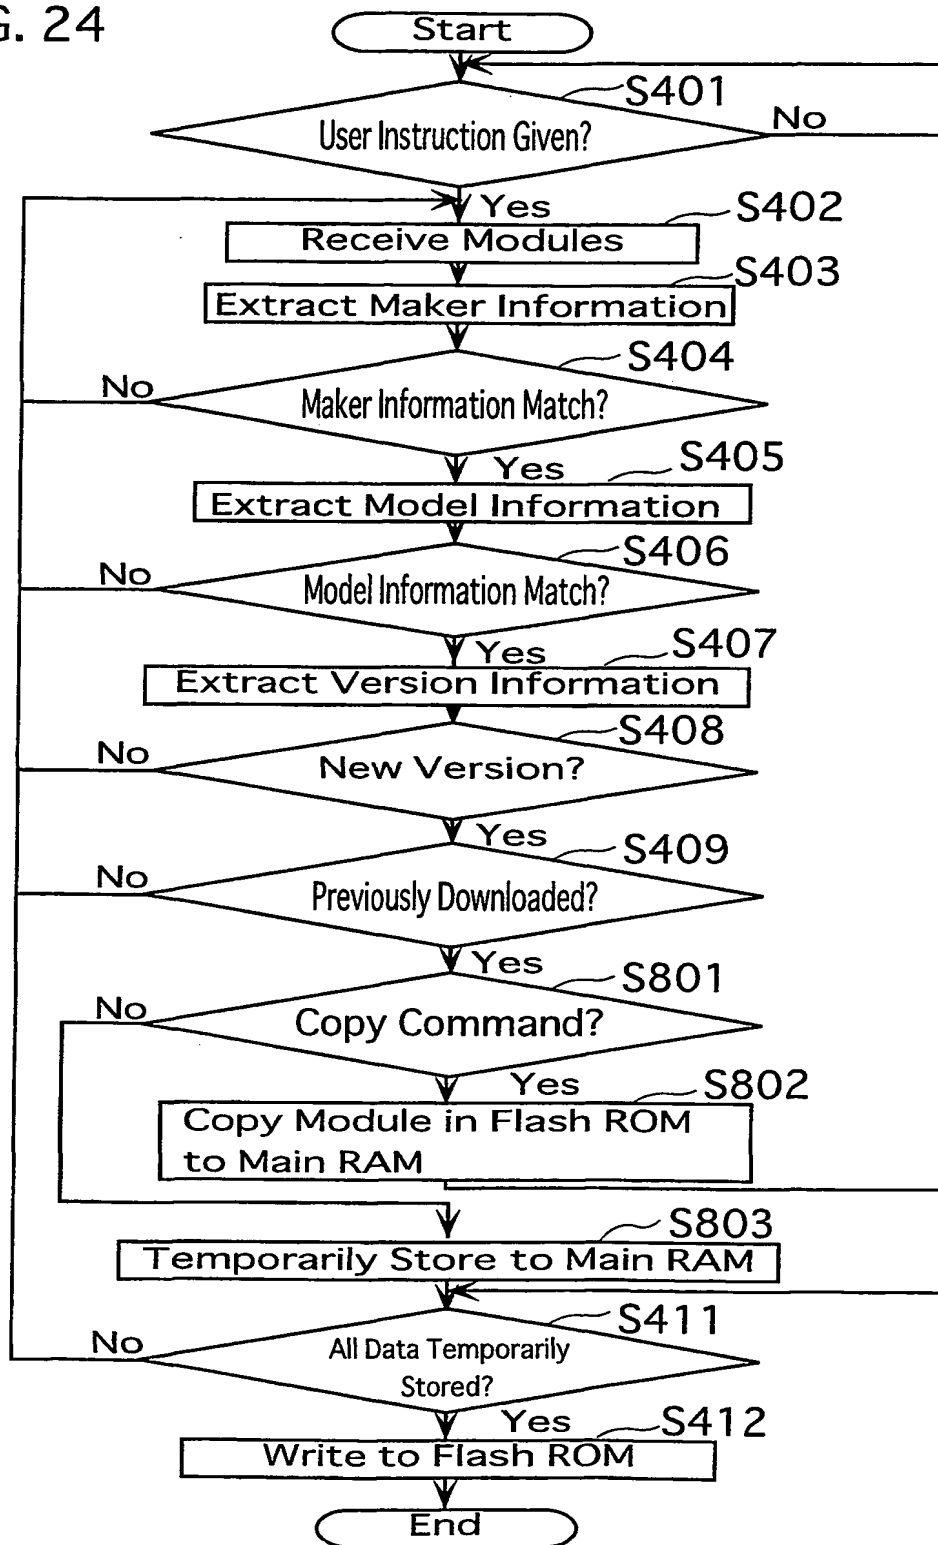 G. 24
Start
S401
User Instruction Given?
No
Yes
S402
Receive Modules
S403
Extract Maker Information
S404
No
Maker Information Match?
Yes
S405
Extract Model Information
S406
No
Model Information Match?
Yes
S407
Extract Version Information
S408
No
New Version?
Yes
S409
No
Previously Downloaded?
Yes
S801
No
Copy Command?
Yes
S802
Copy Module in Flash ROM
to Main RAM
S803
Temporarily Store to Main RAM
S411
No
All Data Temporarily
Stored?
Yes
S412
Write to Flash ROM
End